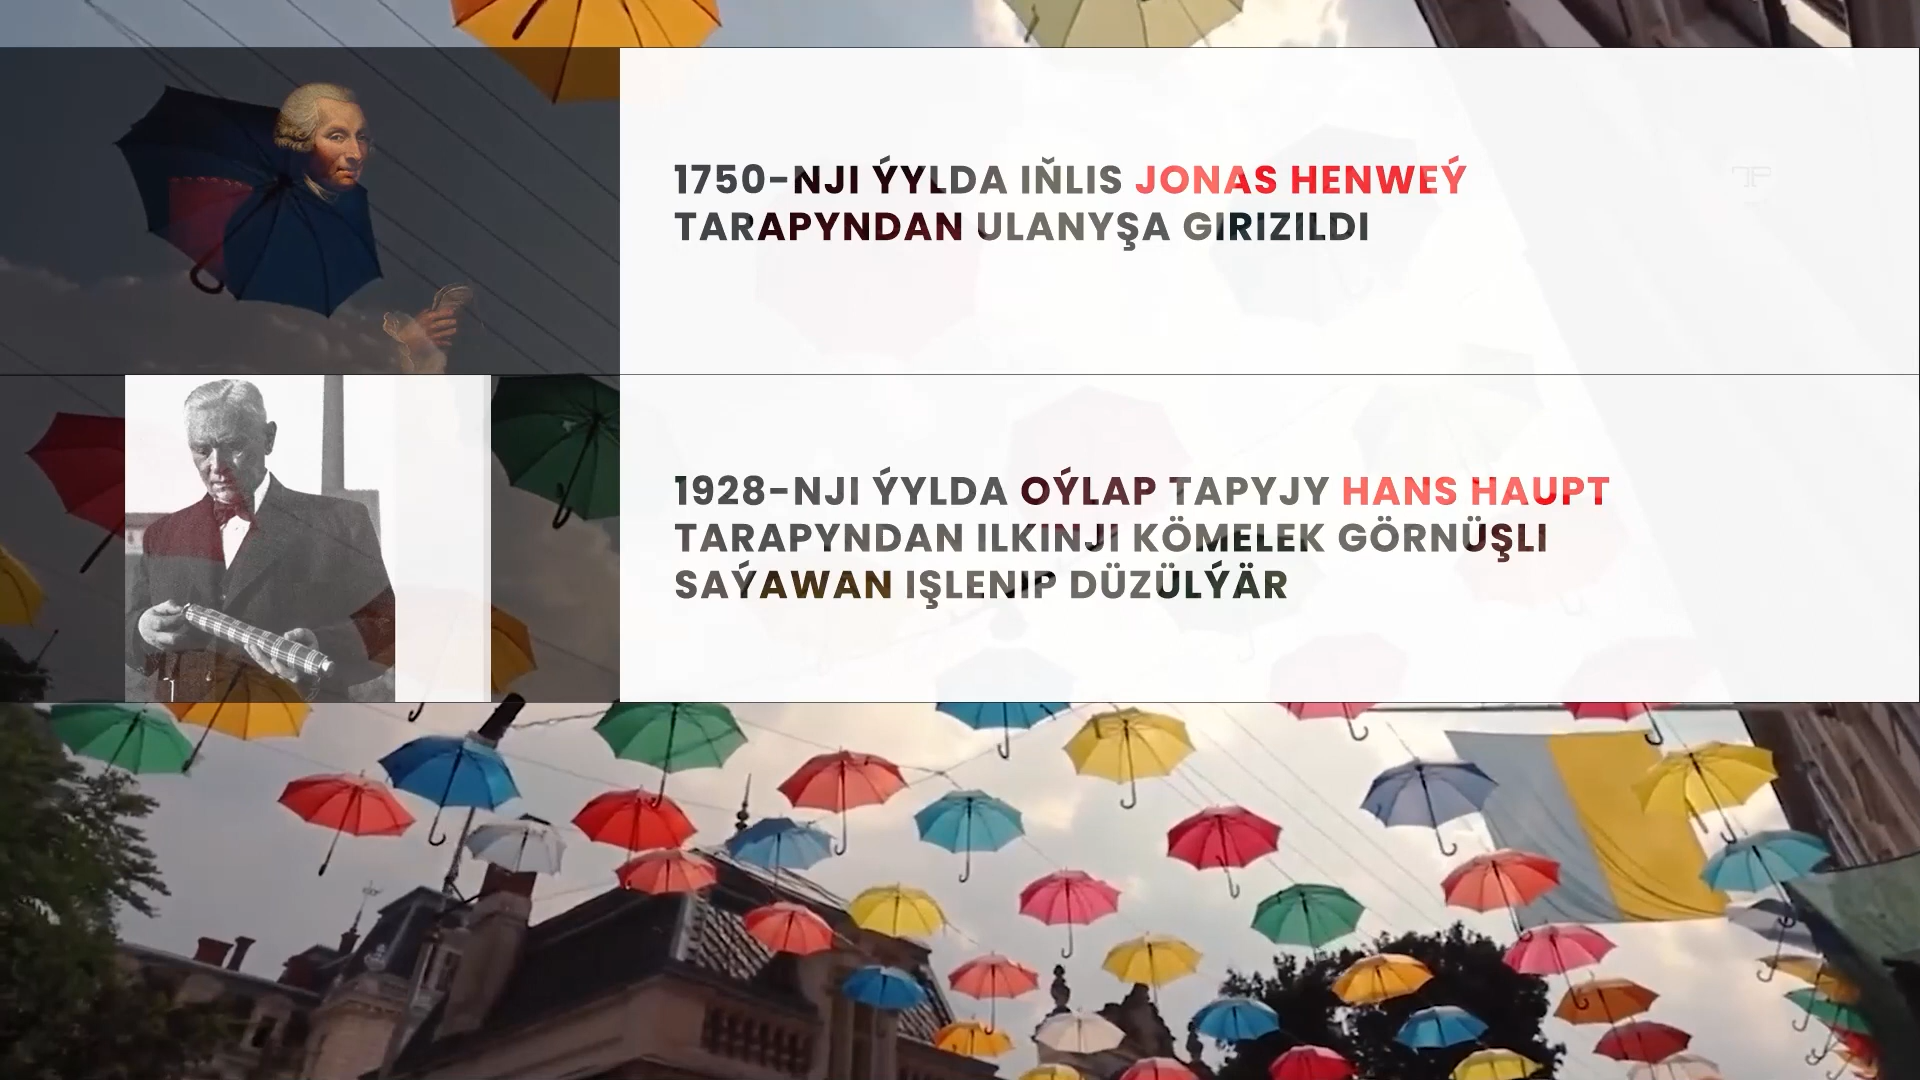 1750-NJI ÝYLDA IŇLIS JONAS HENWEÝ
TARAPYNDAN ULANYŞA GIRIZILDI
1928-NJI ÝYLDA OÝLAP TAPYJY HANS HAUPT
TARAPYNDAN ILKINJI KÖMELEK GÖRNÜŞLI
SAÝAWAN IŞLENIP DÜZÜLÝÄR